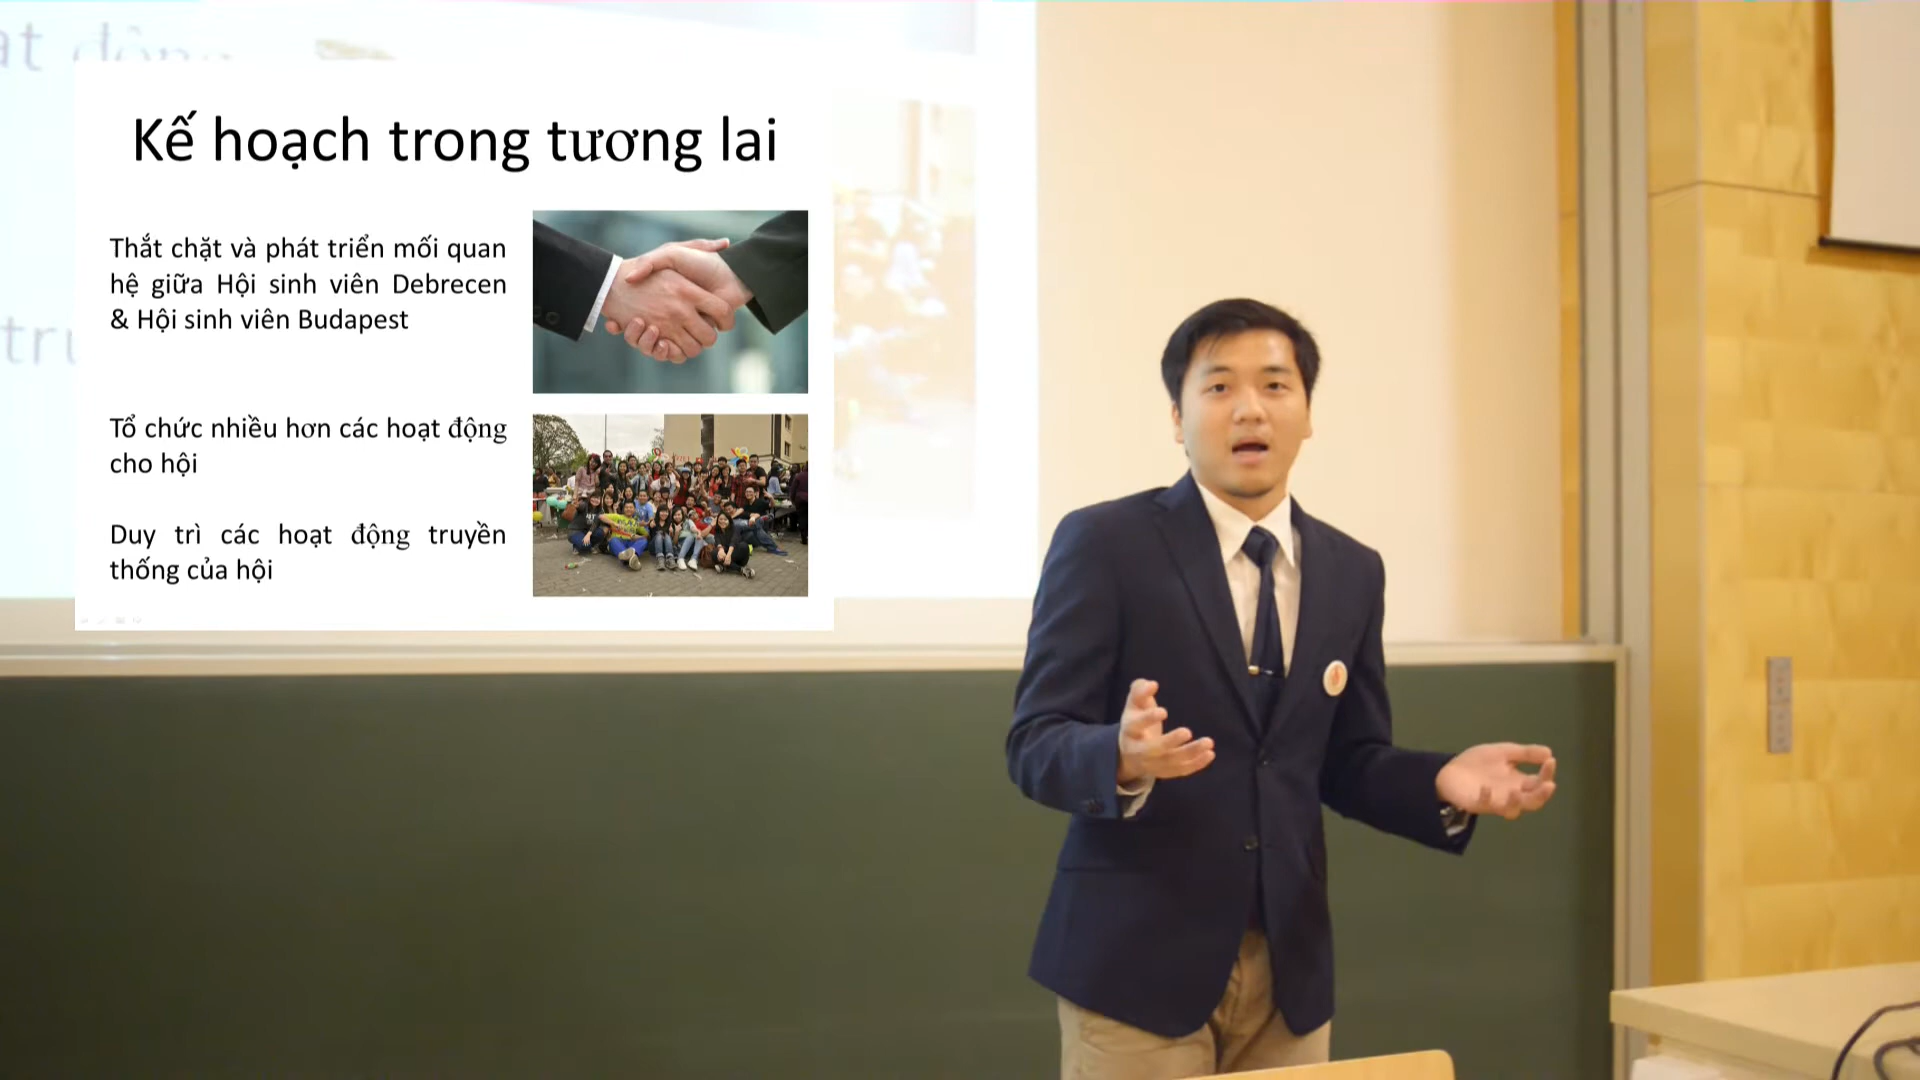 Kế hoạch trong tương lai
Thắt chặt và phát triển mối quan
hệ giữa Hội sinh viên Debrecen
& Hội sinh viên Budapest
Tổ chức nhiều hơn các hoạt động
cho hội
Duy trì các hoạt động truyền
thống của hội